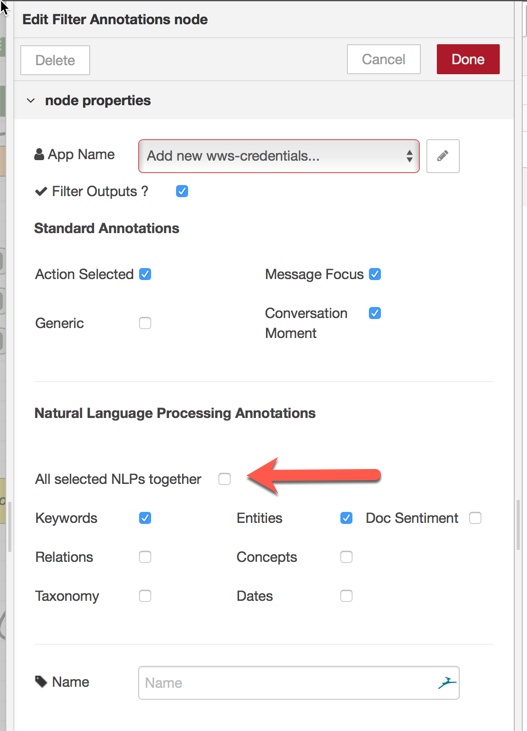 Edit Filter Annotations node
Delete
Cancel
Done
node properties
App Name
Add new wws-credentials...
Filter Outputs ?
Standard Annotations
Action Selected
Message Focus
Generic
Conversation
Moment
Natural Language Processing Annotations
All selected NLPs together
Keywords
Entities
Doc Sentiment
Relations
Concepts
Taxonomy
Dates
Name
Name